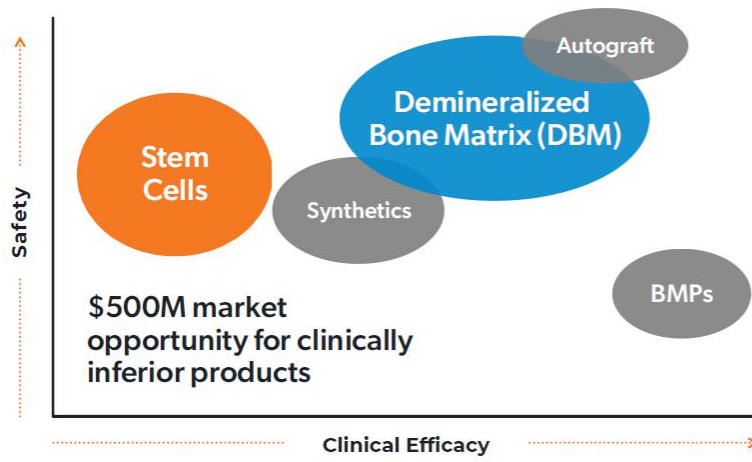 Autograft
Demineralized
Bone Matrix (DBM)
Stem
Cells
Synthetics
Safety
BMPs
$500M market
opportunity for clinically
inferior products
Clinical Efficacy